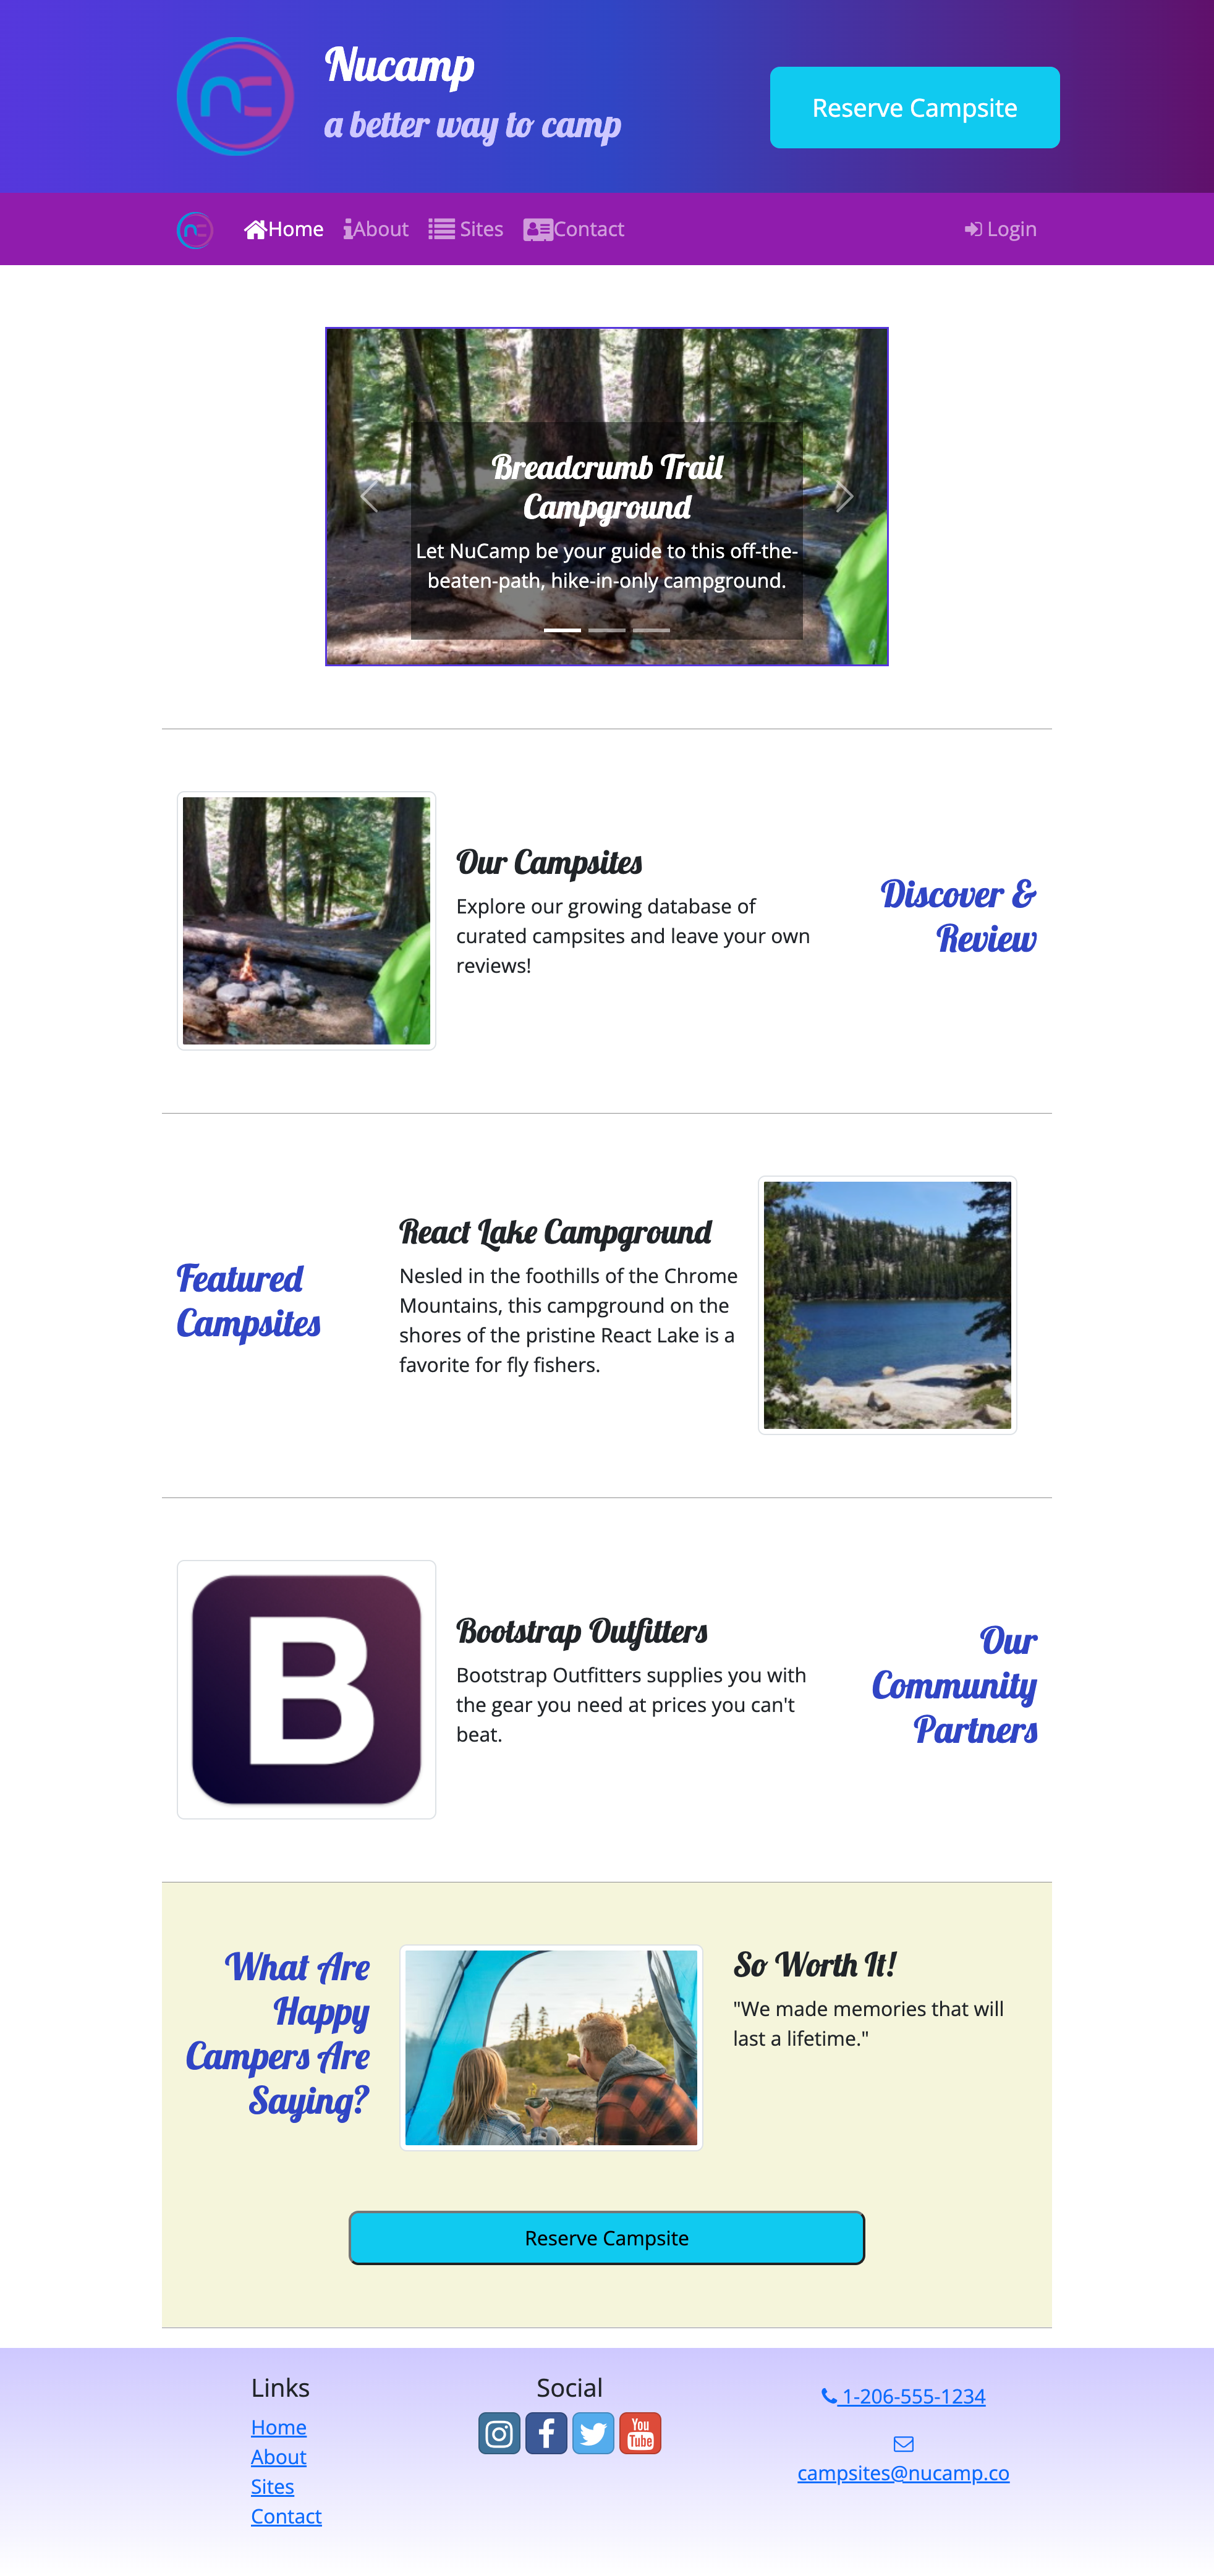 Nucamp
a better way to camp
Reserve Campsite
Home
About
Sites
Contact
Login
Breadcrumb Trail
Campground
Let NuCamp be your guide to this off-the-
beaten-path, hike-in-only campground.
Our Campsites
Explore our growing database of
curated campsites and leave your own
reviews!
Discover &
Review
Featured
Campsites
React Lake Campground
Nesled in the foothills of the Chrome
Mountains, this campground on the
shores of the pristine React Lake is a
favorite for fly fishers.
B
Bootstrap Outfitters
Bootstrap Outfitters supplies you with
the gear you need at prices you can't
beat.
Our
Community
Partners
What Are
Happy
Campers Are
Saying?
So Worth It!
"We made memories that will
last a lifetime."
Reserve Campsite
Links
Home
About
Sites
Contact
Social
You
Tube
1-206-555-1234
campsites@nucamp.co